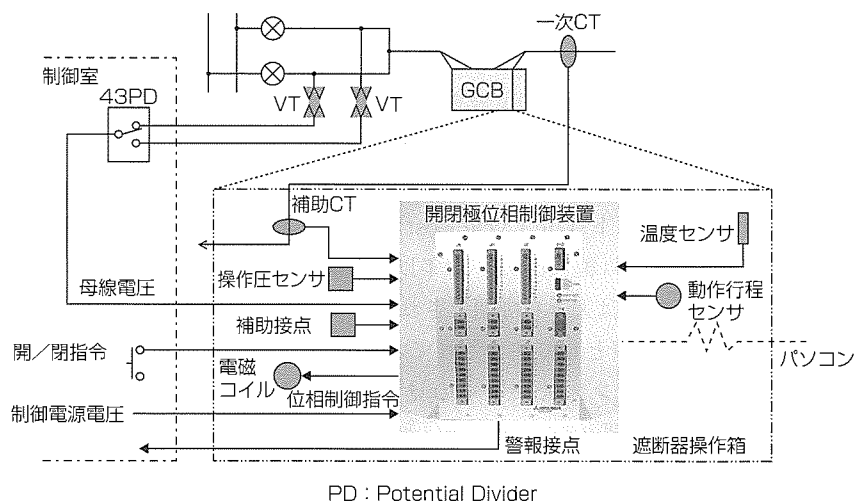 一次CT
制御室
43PD
VT
VT
GCB
補助CT
開閉極位相制御装置
温度センサ
操作圧センサ
母線電圧
動作行程
センサ
補助接点
開／閉指令
電磁
コイル
位相制御指令
パソコン
制御電源電圧
警報接点
遮断器操作箱
PD : Potential Divider